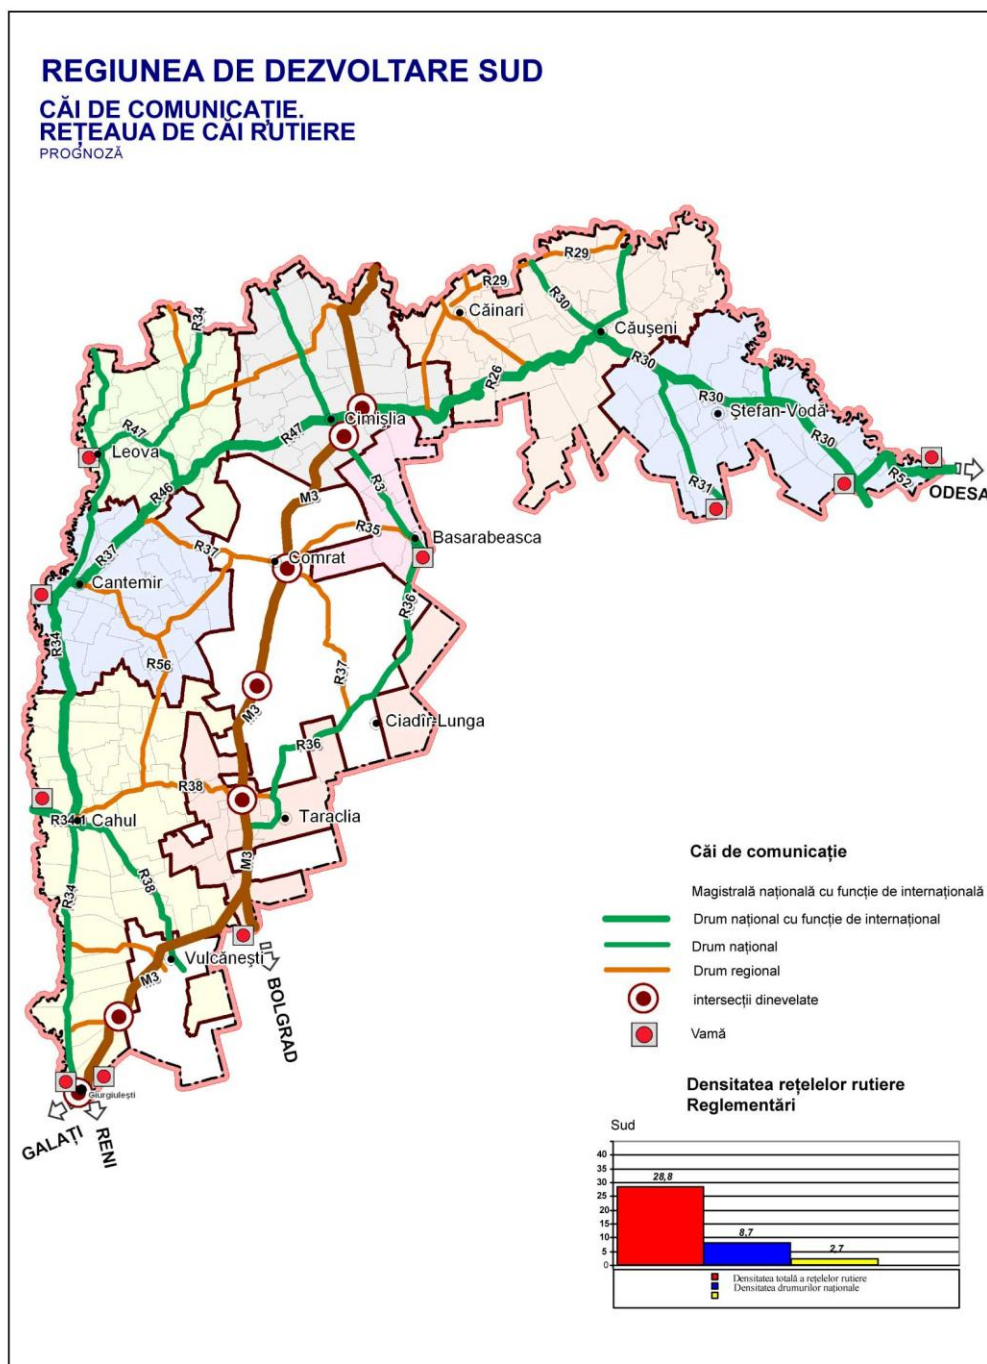 REGIUNEA DE DEZVOLTARE SUD
CĂI DE COMUNICAȚIE.
REȚEAUA DE CĂI RUTIERE
PROGNOZĂ
R29
R29
R30
Căinari
Căușeni
R34
R26
R30
R30
Ștefan-Vodă
R30
Cimișlia
R47
R47
Leova
R3
R31
R52
ODESA
R46
M3
R35
Basarabeasca
R37
R37
Comrat
Cantemir
R36
R34
R56
R37
M3
Ciadîr-Lunga
R36
R38
Taraclia
R34.1
Cahul
M3
R38
R34
Vulcănești
M3
BOLGRAD
Giurgiulești
GALAȚI
RENI
Căi de comunicație
Magistrală națională cu funcție de internațională
Drum național cu funcție de internațional
Drum național
Drum regional
intersecții dinevelate
Vamă
Densitatea rețelelor rutiere
Reglementări
Sud
40
35
30
25
20
15
10
5
0
28,8
8,7
2,7
Densitatea totală a rețelelor rutiere
Densitatea drumurilor naționale